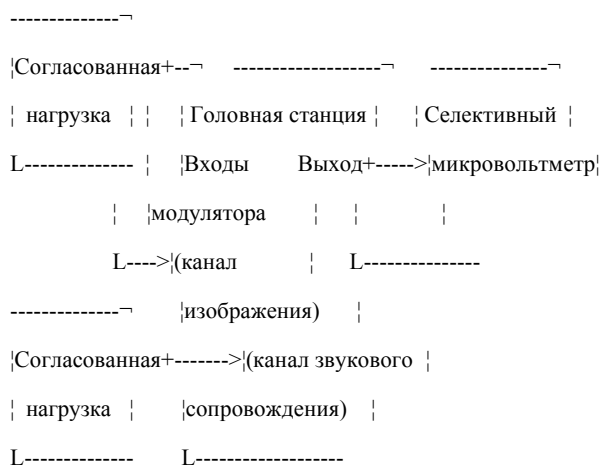 --------------¬
¦Согласованная+--¬ -------------------¬ ---------------¬
¦ нагрузка ¦ ¦ ¦ Головная станция ¦ ¦ Селективный ¦
L-------------- ¦ ¦Входы Выход+----->¦микровольтметр¦
¦ ¦модулятора ¦ ¦ ¦
L---->¦(канал ¦ L---------------
--------------¬ ¦изображения) ¦
¦Согласованная+------->¦(канал звукового ¦
¦ нагрузка ¦ ¦сопровождения) ¦
L-------------- L-------------------